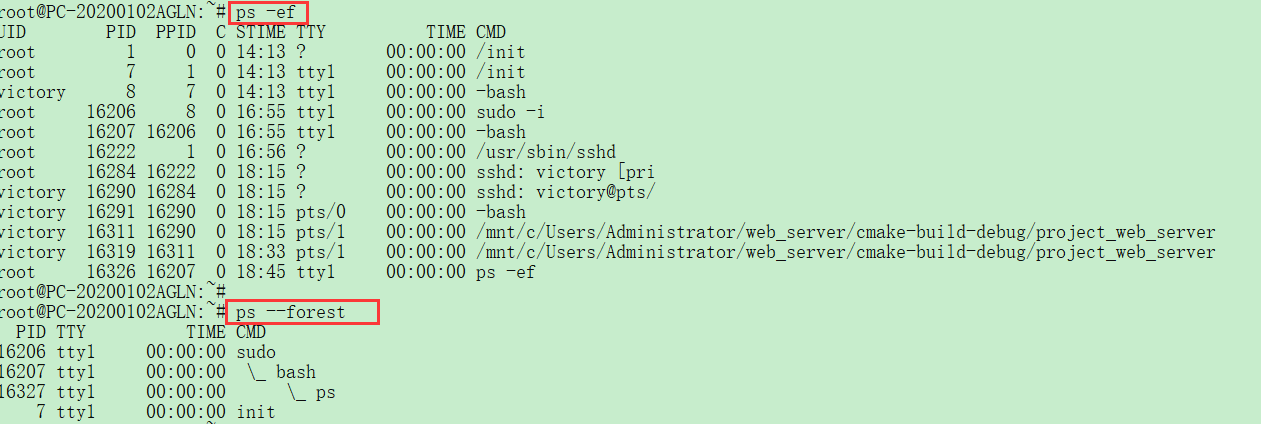 root@PC-20200102AGLN:~# ps -ef
UID        PID  PPID  C STIME TTY          TIME CMD
root         1     0  0 14:13 ?        00:00:00 /init
root         7     1  0 14:13 tty1     00:00:00 /init
victory      8     7  0 14:13 tty1     00:00:00 -bash
root     16206     8  0 16:55 tty1     00:00:00 sudo -i
root     16207 16206  0 16:55 tty1     00:00:00 -bash
root     16222     1  0 16:56 ?        00:00:00 /usr/sbin/sshd
root     16284 16222  0 18:15 ?        00:00:00 sshd: victory [pri
victory  16290 16284  0 18:15 ?        00:00:00 sshd: victory@pts/
victory  16291 16290  0 18:15 pts/0    00:00:00 -bash
victory  16311 16290  0 18:15 pts/1    00:00:00 /mnt/c/Users/Administrator/web_server/cmake-build-debug/project_web_server
victory  16319 16311  0 18:33 pts/1    00:00:00 /mnt/c/Users/Administrator/web_server/cmake-build-debug/project_web_server
root     16326 16207  0 18:45 tty1     00:00:00 ps -ef
root@PC-20200102AGLN:~#
root@PC-20200102AGLN:~# ps --forest
  PID TTY          TIME CMD
16206 tty1     00:00:00 sudo
16207 tty1     00:00:00  \_ bash
16327 tty1     00:00:00      \_ ps
    7 tty1     00:00:00 init